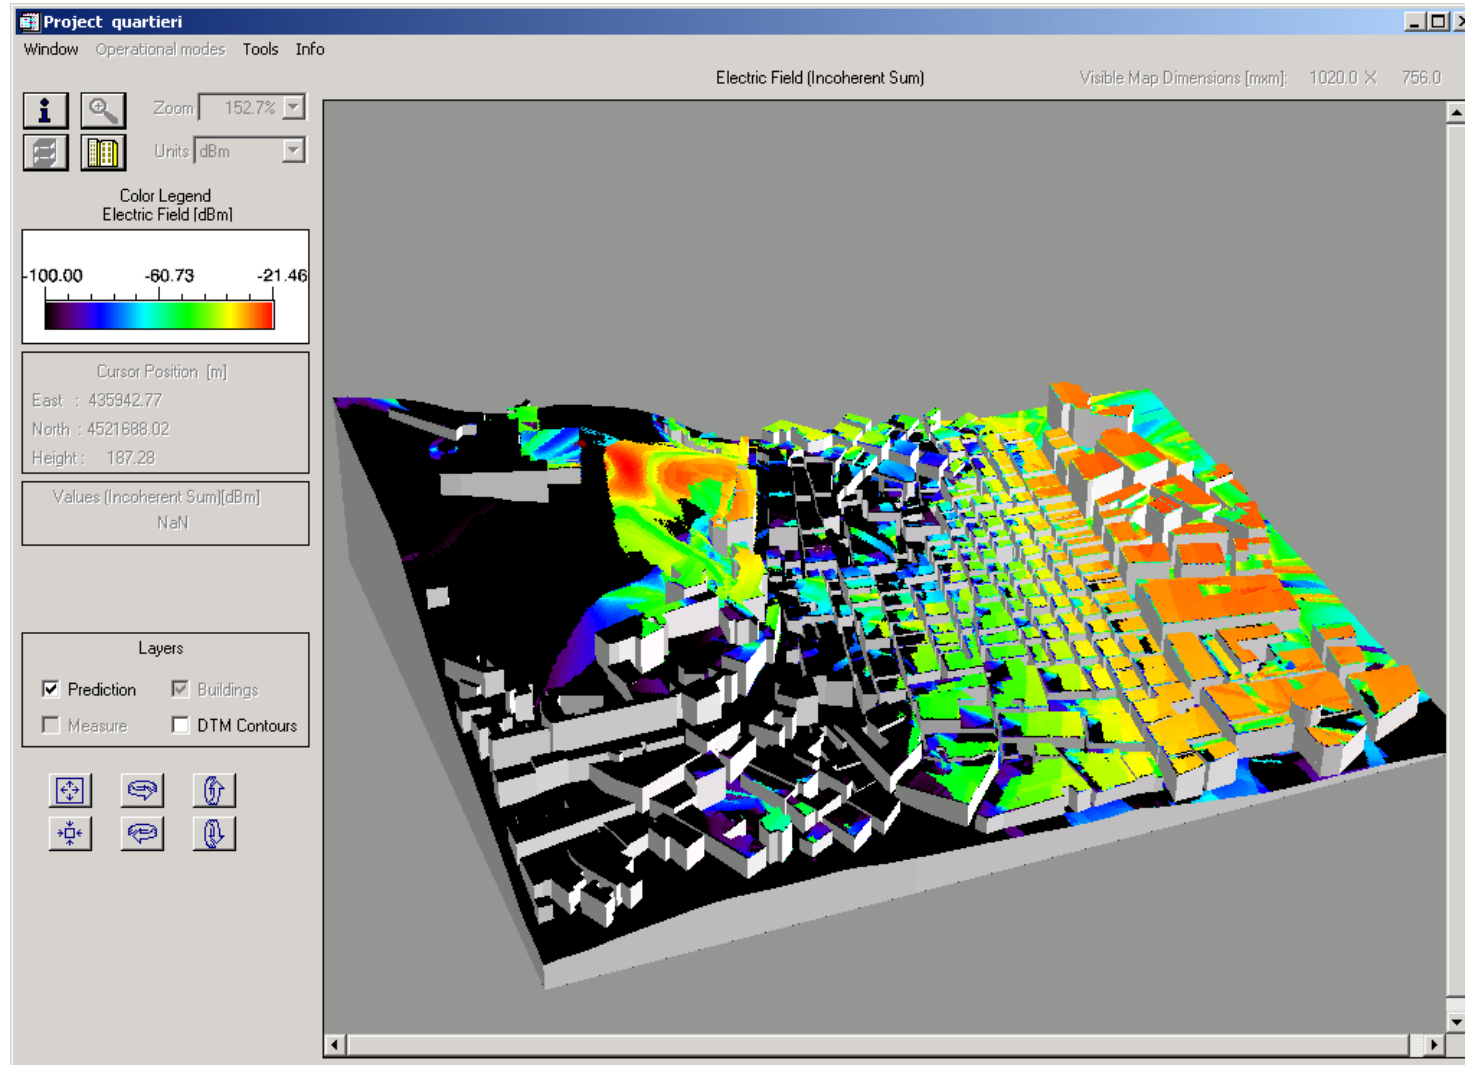 Project quartieri
Window Operational modes Tools Info
Electric Field (Incoherent Sum)
Visible Map Dimensions [mxm]: 1020.0 X 756.0
Zoom 152.7%
Units dBm
Color Legend
Electric Field [dBm]
-100.00 -60.73 -21.46
Cursor Position [m]
East : 435942.77
North : 4521688.02
Height : 187.28
Values (Incoherent Sum)[dBm]
NaN
Layers
Prediction Buildings
Measure DTM Contours